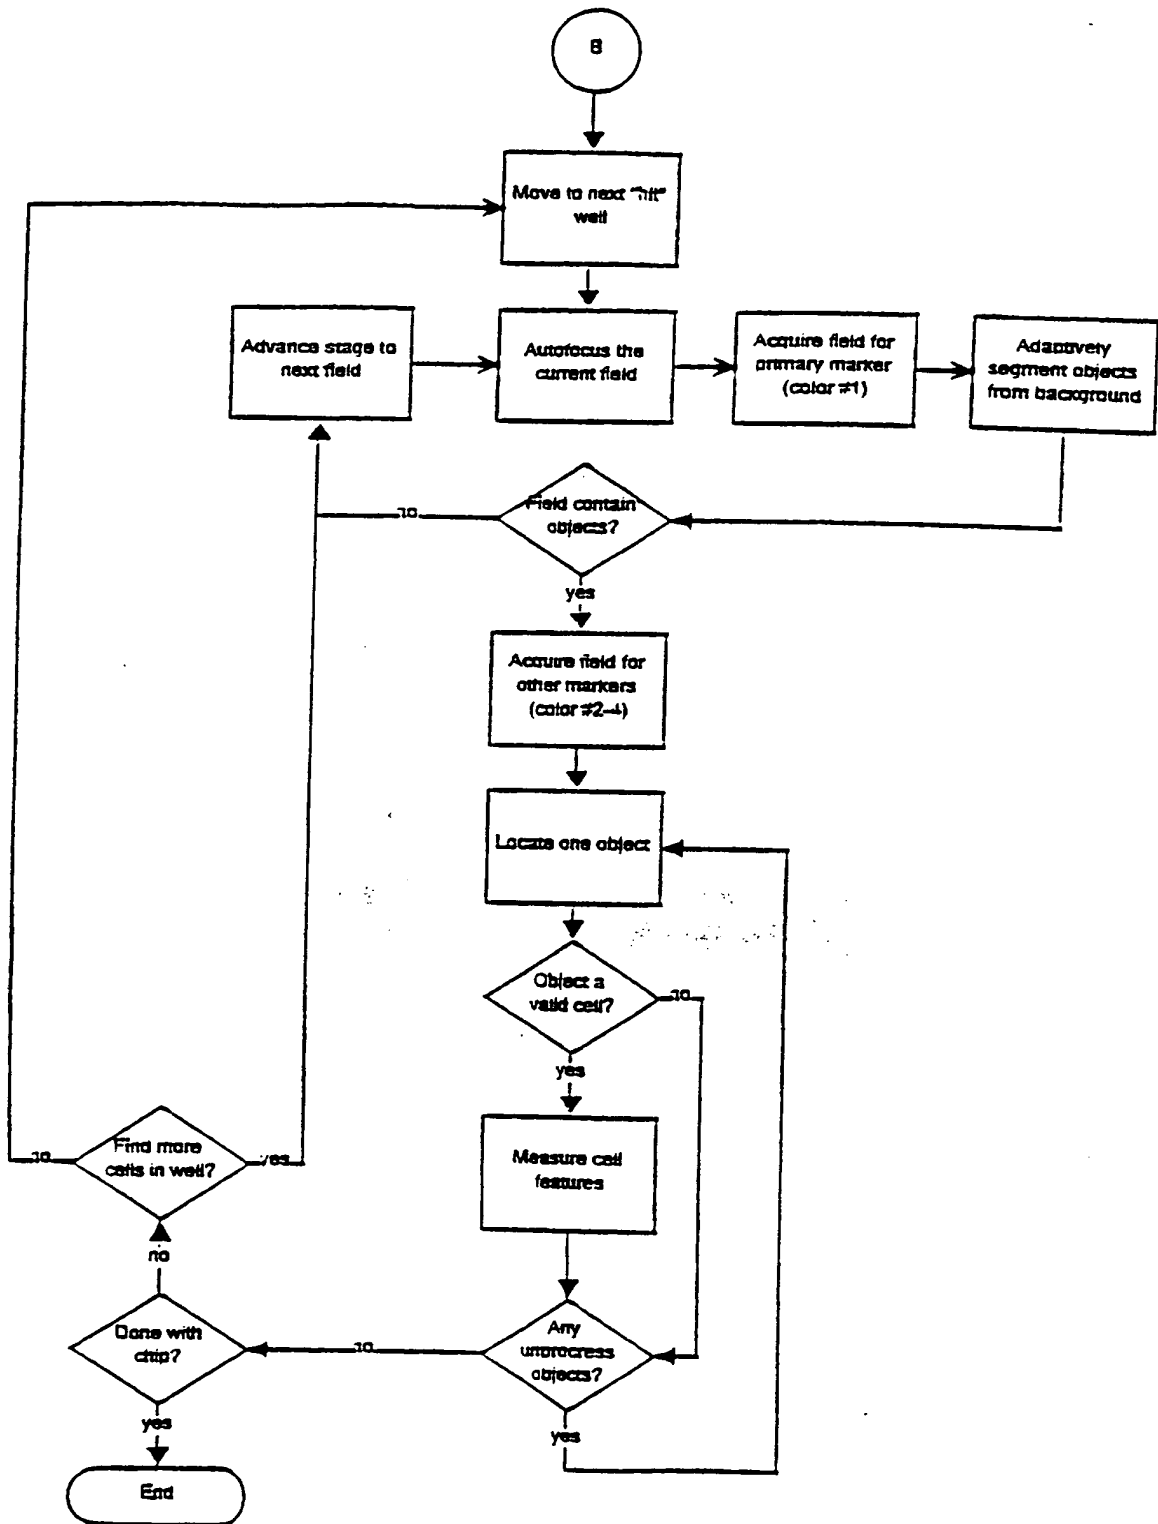 B
Move to next "hit"
well
Advance stage to
next field
Autofocus the
current field
Acquire field for
primary marker
(color #1)
Adaptively
segment objects
from background
Field contain
objects?
no
yes
Acquire field for
other markers
(color #2-4)
Locate one object
Object a
valid cell?
no
yes
Measure cell
features
Find more
cells in well?
no
yes
no
Done with
chip?
no
Any
unprocess
objects?
yes
yes
End